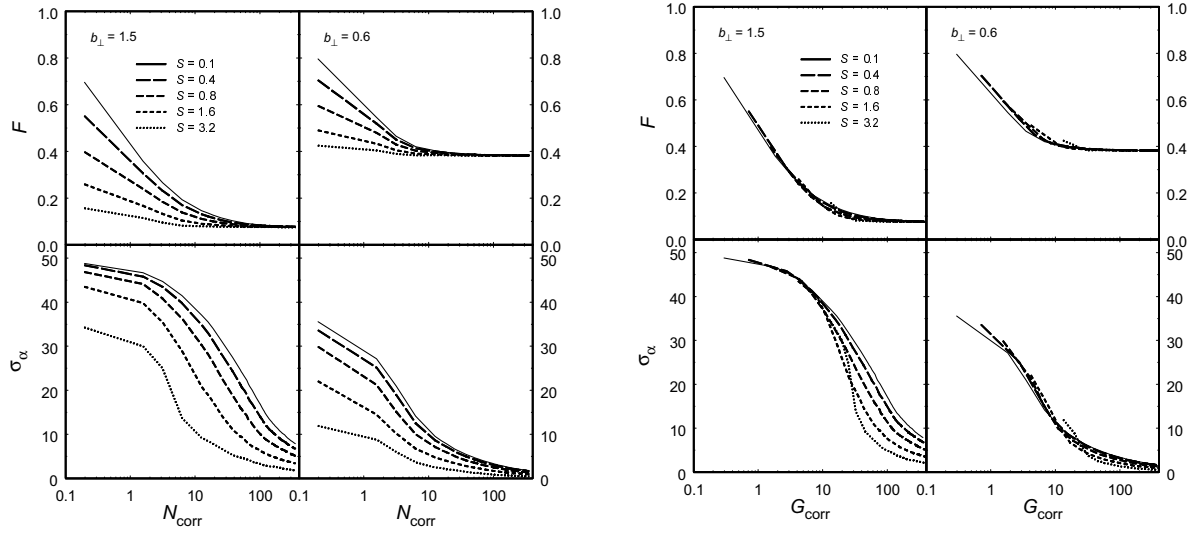 1.0
0.8
0.6
0.4
0.2
0.0
F
b⊥ = 1.5
S = 0.1
S = 0.4
S = 0.8
S = 1.6
S = 3.2
b⊥ = 0.6
1.0
0.8
0.6
0.4
0.2
0.0
50
40
30
20
10
0
σα
50
40
30
20
10
0
0.1 1 10 100 0.1 1 10 100
Ncorr Ncorr
1.0
0.8
0.6
0.4
0.2
0.0
F
b⊥ = 1.5
S = 0.1
S = 0.4
S = 0.8
S = 1.6
S = 3.2
b⊥ = 0.6
1.0
0.8
0.6
0.4
0.2
0.0
50
40
30
20
10
0
σα
50
40
30
20
10
0
0.1 1 10 100 0.1 1 10 100
Gcorr Gcorr